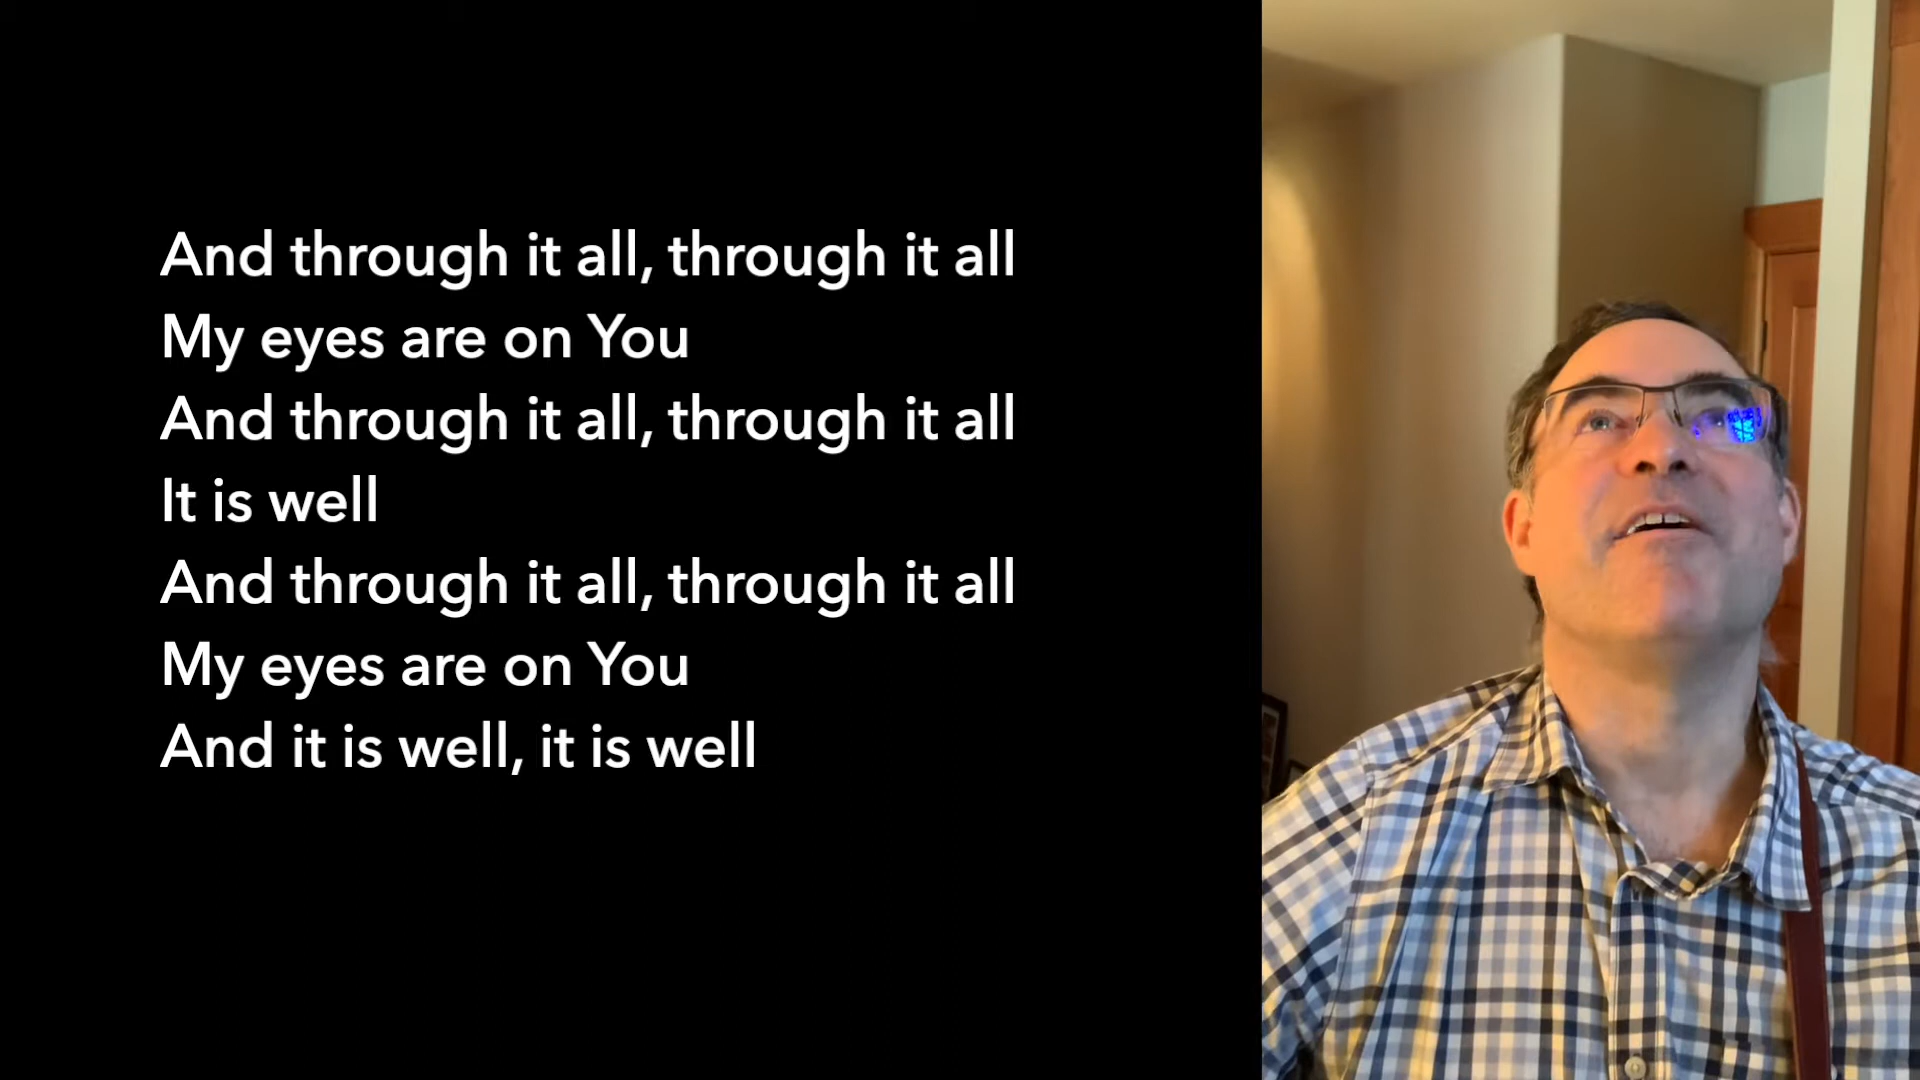 And through it all, through it all
My eyes are on You
And through it all, through it all
It is well
And through it all, through it all
My eyes are on You
And it is well, it is well